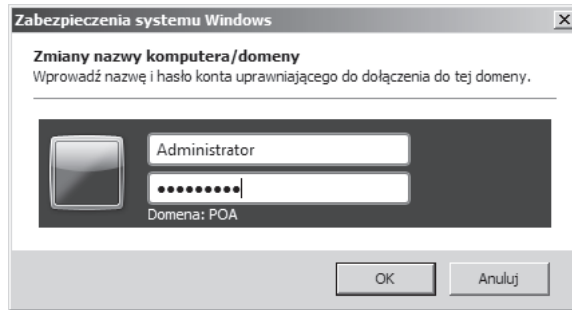 Zabezpieczenia systemu Windows
Zmiany nazwy komputera/domeny
Wprowadź nazwę i hasło konta uprawniającego do dołączenia do tej domeny.
Administrator
●●●●●●●●●
Domena: POA
OK
Anuluj